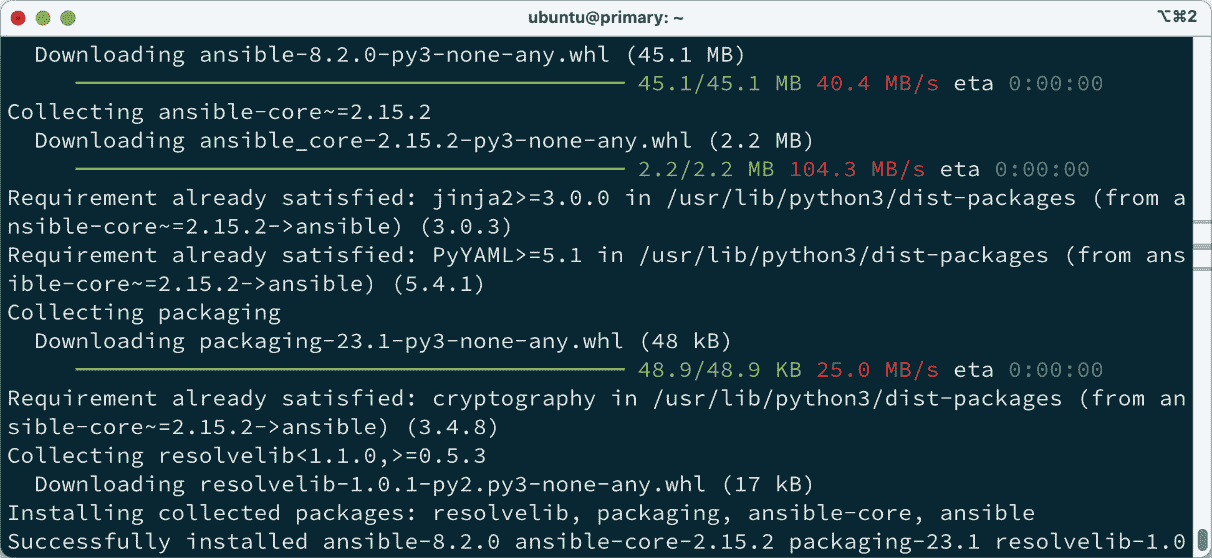 ubuntu@primary: ~
⌥⌘2
  Downloading ansible-8.2.0-py3-none-any.whl (45.1 MB)
     ━━━━━━━━━━━━━━━━━━━━━━━━━━━━━━━━━━━━━━━━ 45.1/45.1 MB 40.4 MB/s eta 0:00:00
Collecting ansible-core~=2.15.2
  Downloading ansible_core-2.15.2-py3-none-any.whl (2.2 MB)
     ━━━━━━━━━━━━━━━━━━━━━━━━━━━━━━━━━━━━━━━━ 2.2/2.2 MB 104.3 MB/s eta 0:00:00
Requirement already satisfied: jinja2>=3.0.0 in /usr/lib/python3/dist-packages (from a
nsible-core~=2.15.2->ansible) (3.0.3)
Requirement already satisfied: PyYAML>=5.1 in /usr/lib/python3/dist-packages (from ans
ible-core~=2.15.2->ansible) (5.4.1)
Collecting packaging
  Downloading packaging-23.1-py3-none-any.whl (48 kB)
     ━━━━━━━━━━━━━━━━━━━━━━━━━━━━━━━━━━━━━━━━ 48.9/48.9 KB 25.0 MB/s eta 0:00:00
Requirement already satisfied: cryptography in /usr/lib/python3/dist-packages (from an
sible-core~=2.15.2->ansible) (3.4.8)
Collecting resolvelib<1.1.0,>=0.5.3
  Downloading resolvelib-1.0.1-py2.py3-none-any.whl (17 kB)
Installing collected packages: resolvelib, packaging, ansible-core, ansible
Successfully installed ansible-8.2.0 ansible-core-2.15.2 packaging-23.1 resolvelib-1.0